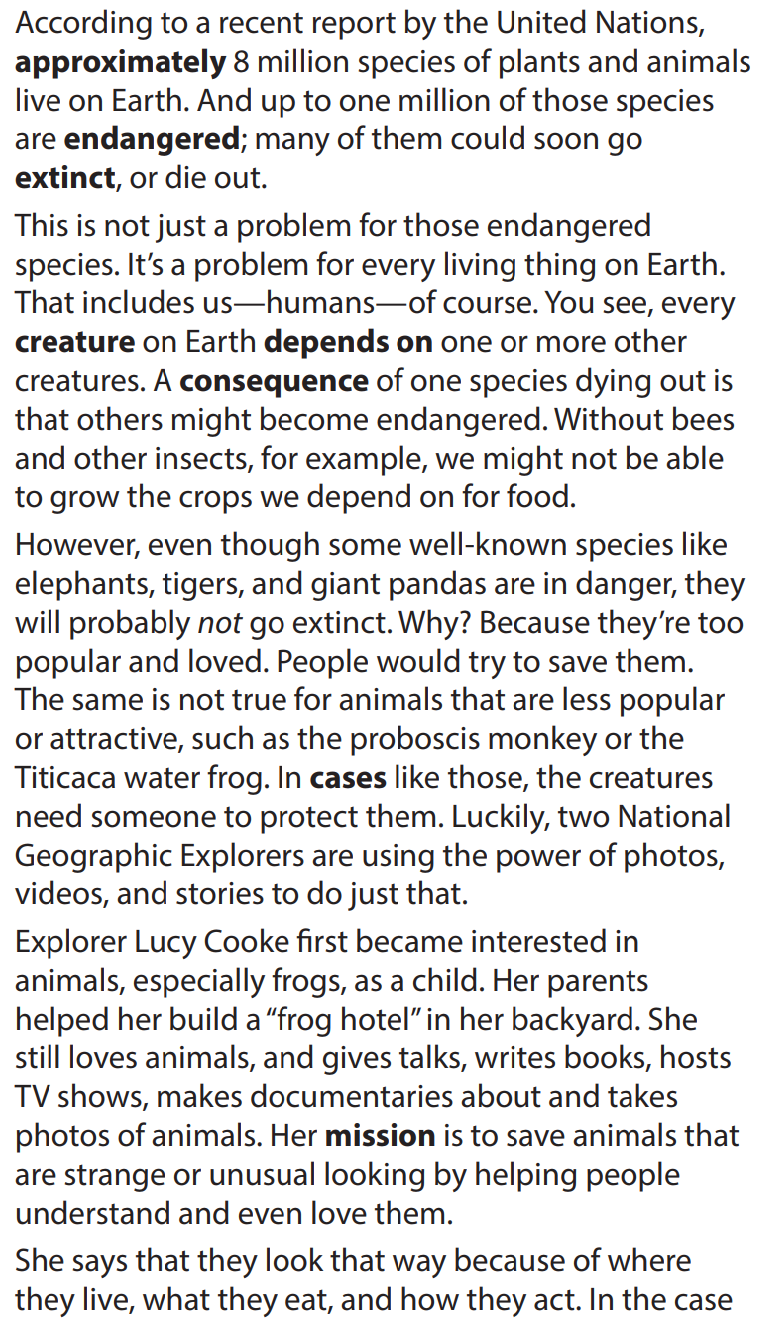 According to a recent report by the United Nations,
approximately 8 million species of plants and animals
live on Earth. And up to one million of those species
are endangered; many of them could soon go
extinct, or die out.
This is not just a problem for those endangered
species. It’s a problem for every living thing on Earth.
That includes us—humans—of course. You see, every
creature on Earth depends on one or more other
creatures. A consequence of one species dying out is
that others might become endangered. Without bees
and other insects, for example, we might not be able
to grow the crops we depend on for food.
However, even though some well-known species like
elephants, tigers, and giant pandas are in danger, they
will probably not go extinct. Why? Because they’re too
popular and loved. People would try to save them.
The same is not true for animals that are less popular
or attractive, such as the proboscis monkey or the
Titicaca water frog. In cases like those, the creatures
need someone to protect them. Luckily, two National
Geographic Explorers are using the power of photos,
videos, and stories to do just that.
Explorer Lucy Cooke first became interested in
animals, especially frogs, as a child. Her parents
helped her build a “frog hotel” in her backyard. She
still loves animals, and gives talks, writes books, hosts
TV shows, makes documentaries about and takes
photos of animals. Her mission is to save animals that
are strange or unusual looking by helping people
understand and even love them.
She says that they look that way because of where
they live, what they eat, and how they act. In the case